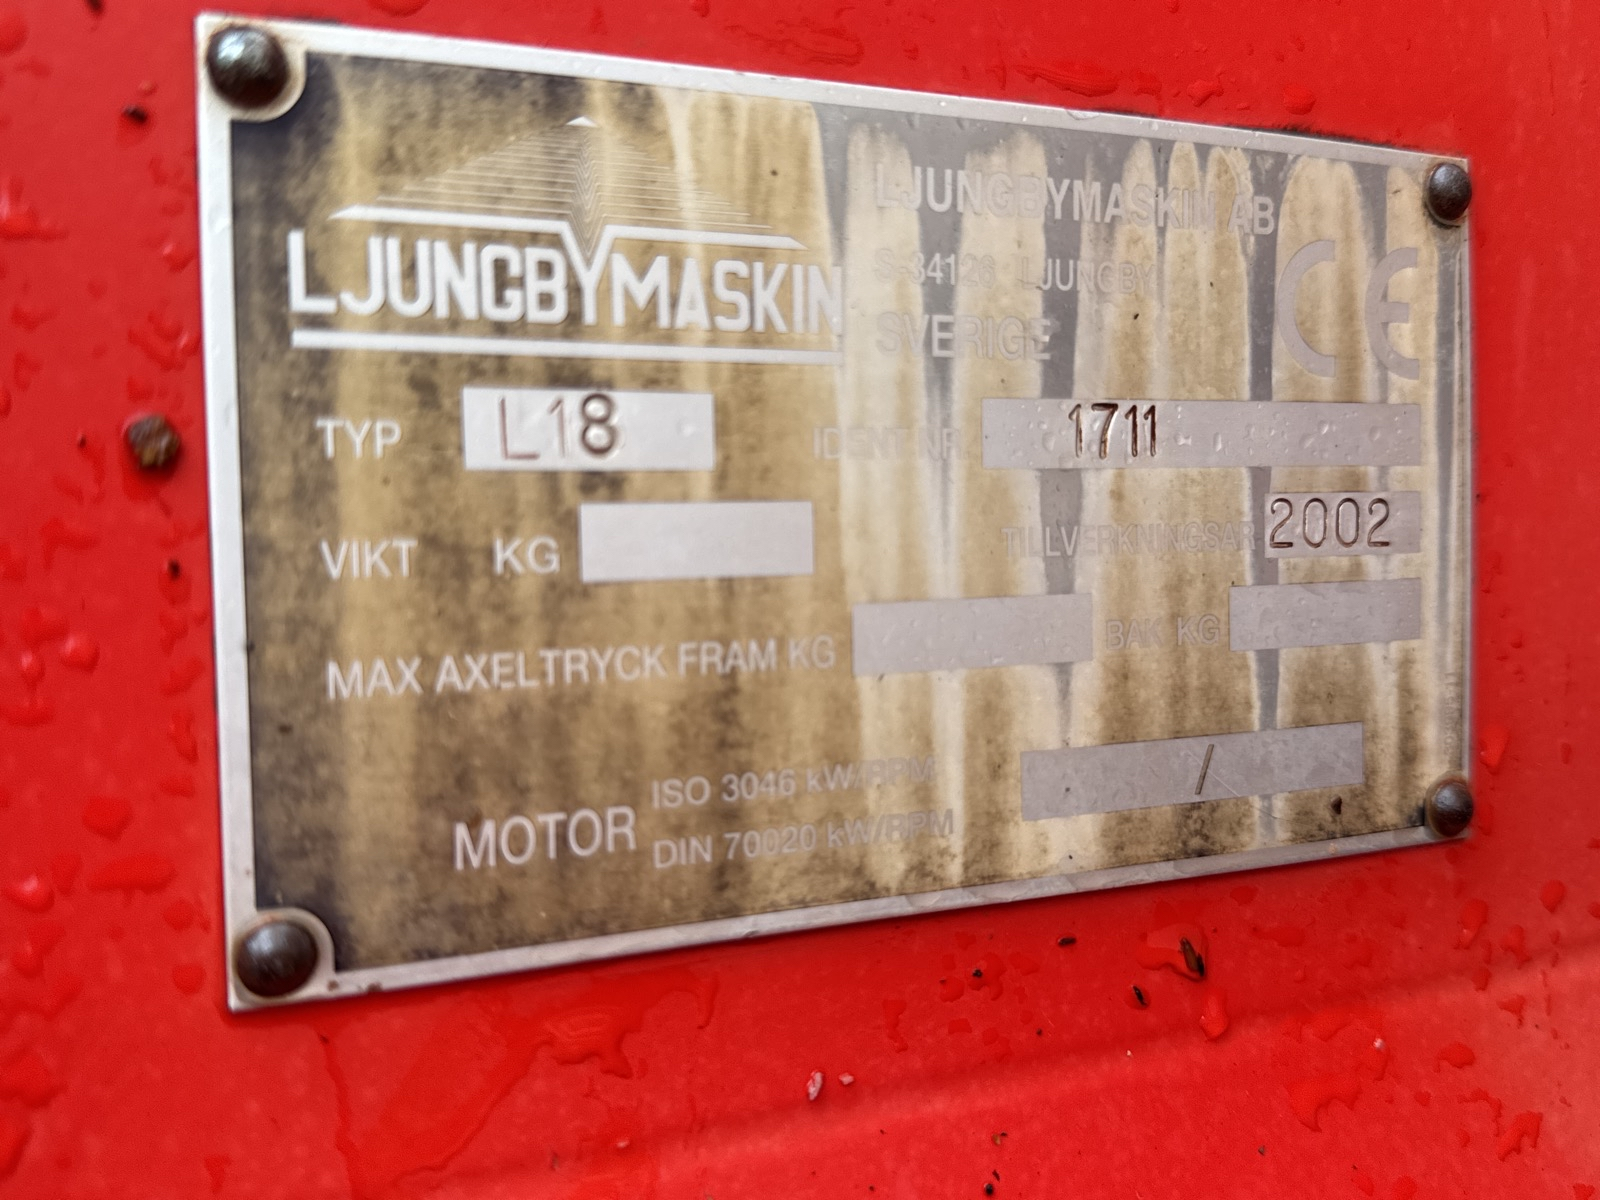 LJUNGBYMASKIN
LJUNGBYMASKIN AB
S-34126 LJUNGBY
SVERIGE
CE
TYP L18
IDENT NR. 1711
VIKT KG
TILLVERKNINGSÅR 2002
MAX AXELTRYCK FRAM KG
BAK KG
MOTOR
ISO 3046 kW/RPM
DIN 70020 kW/RPM
/